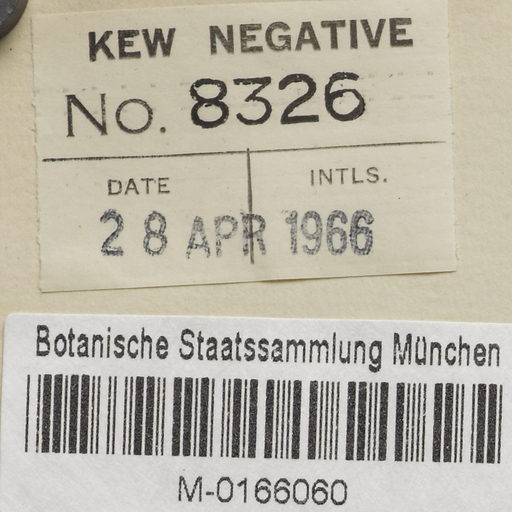 KEW NEGATIVE
No. 8326
DATE INTLS.
28 APR 1966
Botanische Staatssammlung München
M-0166060